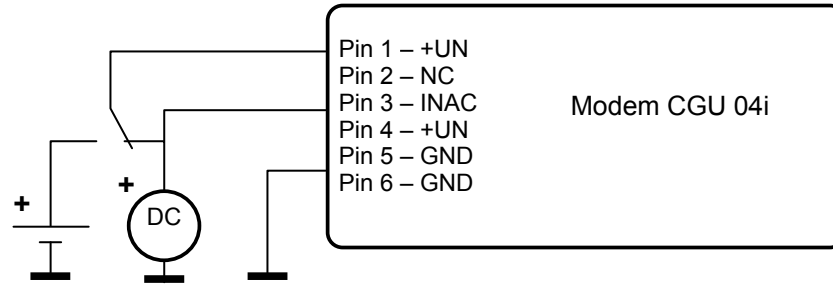 Pin 1 – +UN
Pin 2 – NC
Pin 3 – INAC
Pin 4 – +UN
Pin 5 – GND
Pin 6 – GND
Modem CGU 04i
+
DC
+